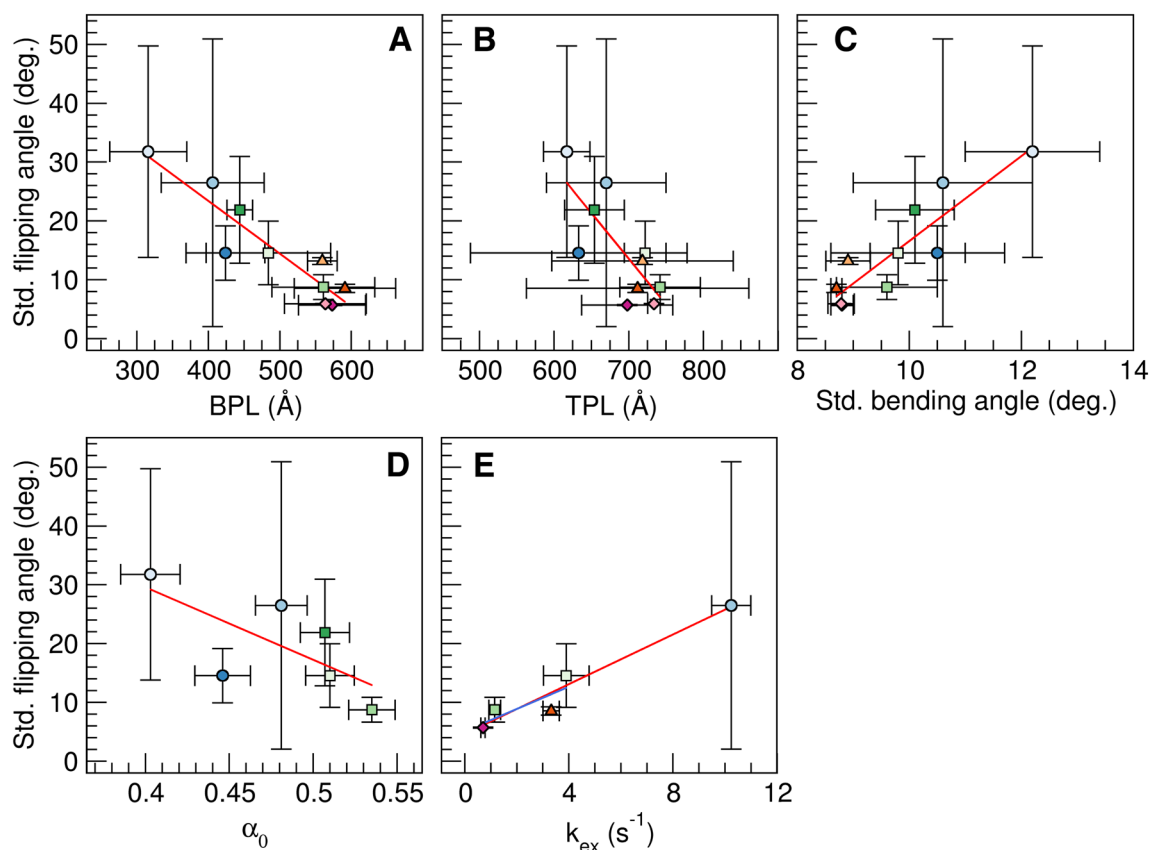 A
B
C
Std. flipping angle (deg.)
50
40
30
20
10
0
300 400 500 600
500 600 700 800
8 10 12 14
BPL (Å)
TPL (Å)
Std. bending angle (deg.)
D
E
Std. flipping angle (deg.)
50
40
30
20
10
0
0.4 0.45 0.5 0.55
0 4 8 12
α₀
kₑₓ (s⁻¹)